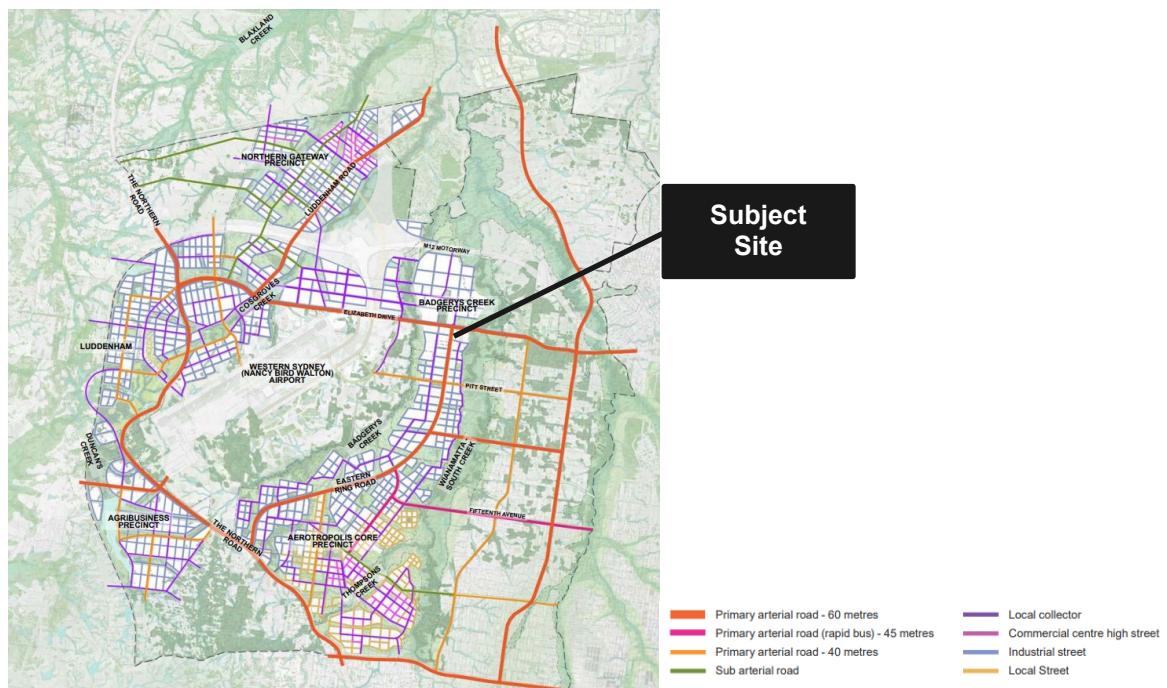 BLAXLAND
CREEK
NORTHERN GATEWAY
PRECINCT
THE NORTHERN
ROAD
LUDDENHAM ROAD
Subject
Site
M12 MOTORWAY
COSGROVES
CREEK
BADGERYS CREEK
PRECINCT
ELIZABETH DRIVE
LUDDENHAM
WESTERN SYDNEY
(NANCY BIRD WALTON)
AIRPORT
PITT STREET
BADGERYS
CREEK
DUNCAN'S
CREEK
WIANAMATTA -
SOUTH CREEK
EASTERN
RING ROAD
FIFTEENTH AVENUE
AGRIBUSINESS
PRECINCT
THE NORTHERN
ROAD
AEROTROPOLIS CORE
PRECINCT
THOMPSONS
CREEK
Primary arterial road - 60 metres
Primary arterial road (rapid bus) - 45 metres
Primary arterial road - 40 metres
Sub arterial road
Local collector
Commercial centre high street
Industrial street
Local Street